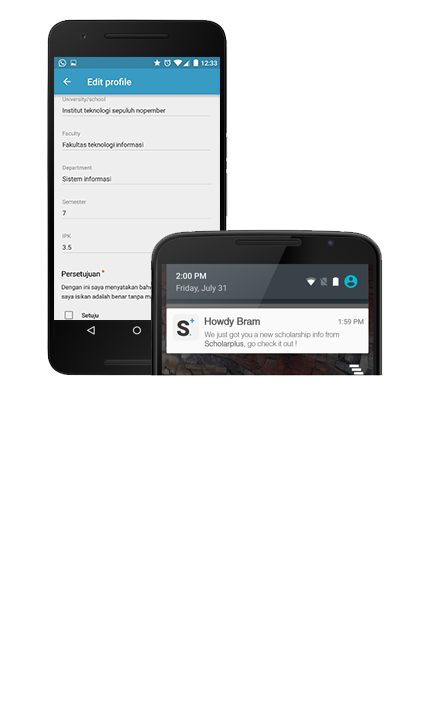 12:33
Edit profile
University/school
Institut teknologi sepuluh nopember
Faculty
Fakultas teknologi informasi
Department
Sistem informasi
Semester
7
IPK
3.5
Persetujuan *
Dengan ini saya menyatakan
saya isikan adalah benar tanpa
Setuju
2:00 PM
Friday, July 31
S+
Howdy Bram
1:59 PM
We just got you a new scholarship info from
Scholarplus, go check it out !